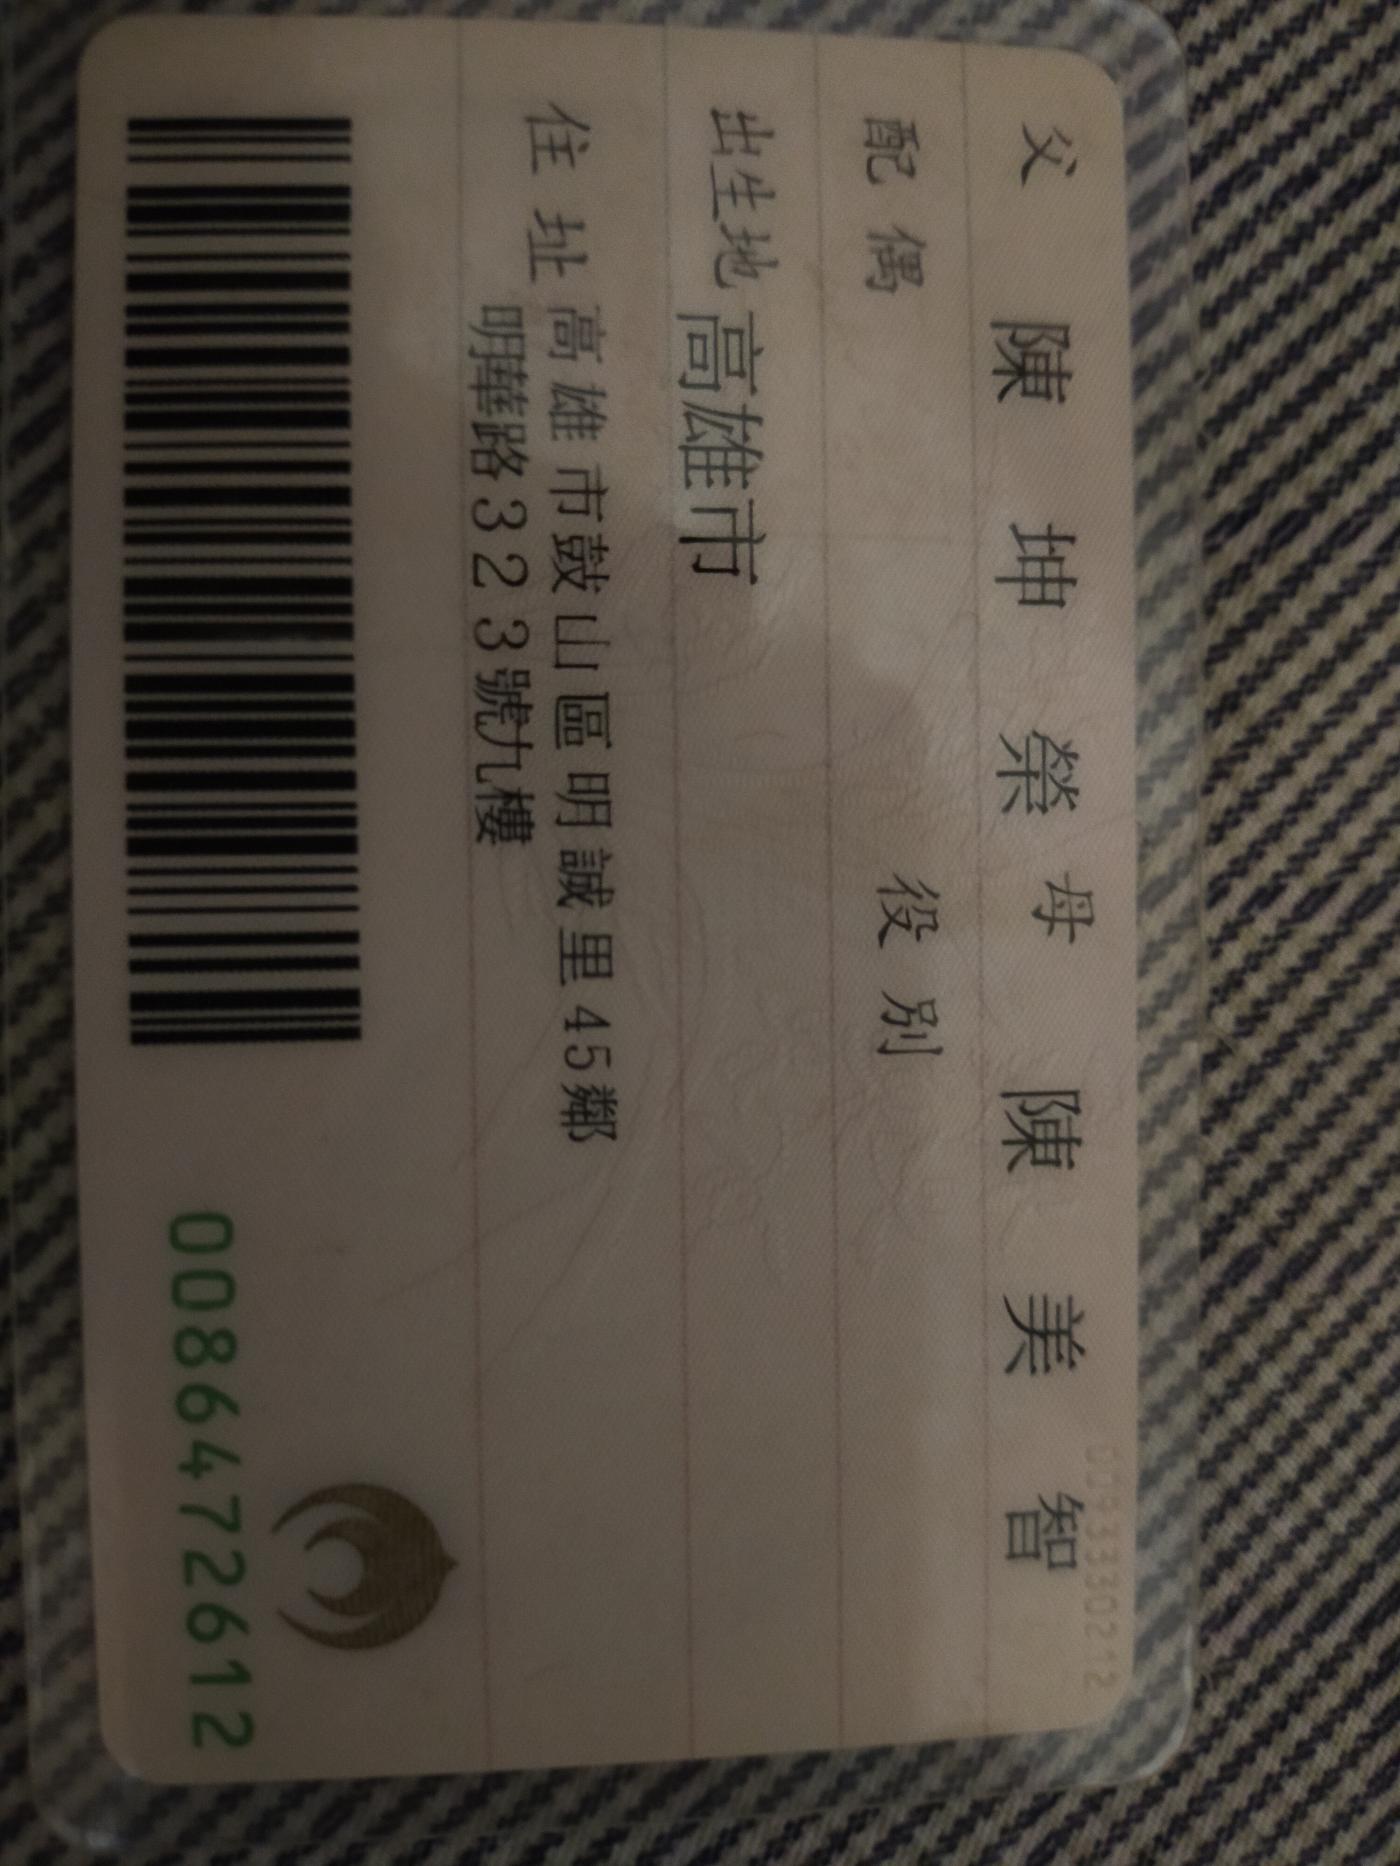 父 陳坤榮 母 陳美智
0033330212
配偶 役別
出生地 高雄市
住址 高雄市鼓山區明誠里45鄰
明華路323號九樓
0086472612